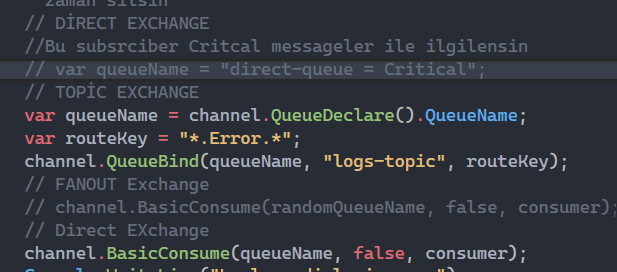 zaman silsin
// DİRECT EXCHANGE
//Bu subsrciber Critcal messageler ile ilgilensin
// var queueName = "direct-queue = Critical";
// TOPİC EXCHANGE
var queueName = channel.QueueDeclare().QueueName;
var routeKey = "*.Error.*";
channel.QueueBind(queueName, "logs-topic", routeKey);
// FANOUT EXchange
// channel.BasicConsume(randomQueueName, false, consumer);
// Direct EXchange
channel.BasicConsume(queueName, false, consumer);